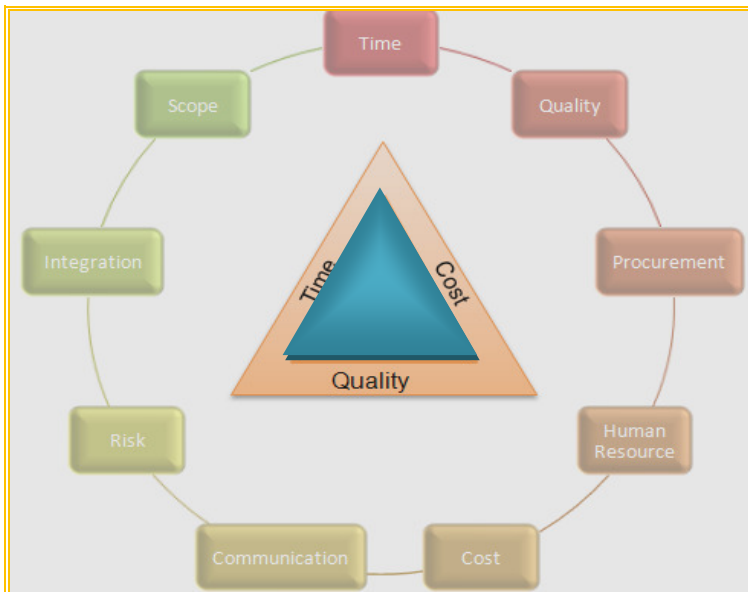 Time
Scope
Quality
Integration
Procurement
Time
Cost
Quality
Risk
Human
Resource
Communication
Cost